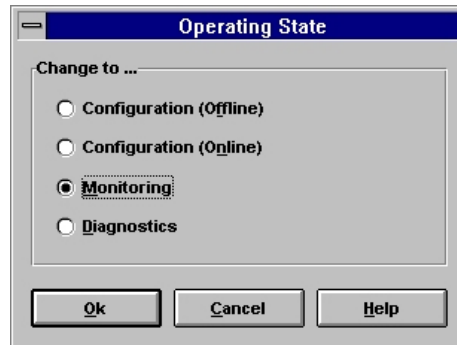 Operating State
Change to ...
Configuration (Offline)
Configuration (Online)
Monitoring
Diagnostics
Ok Cancel Help